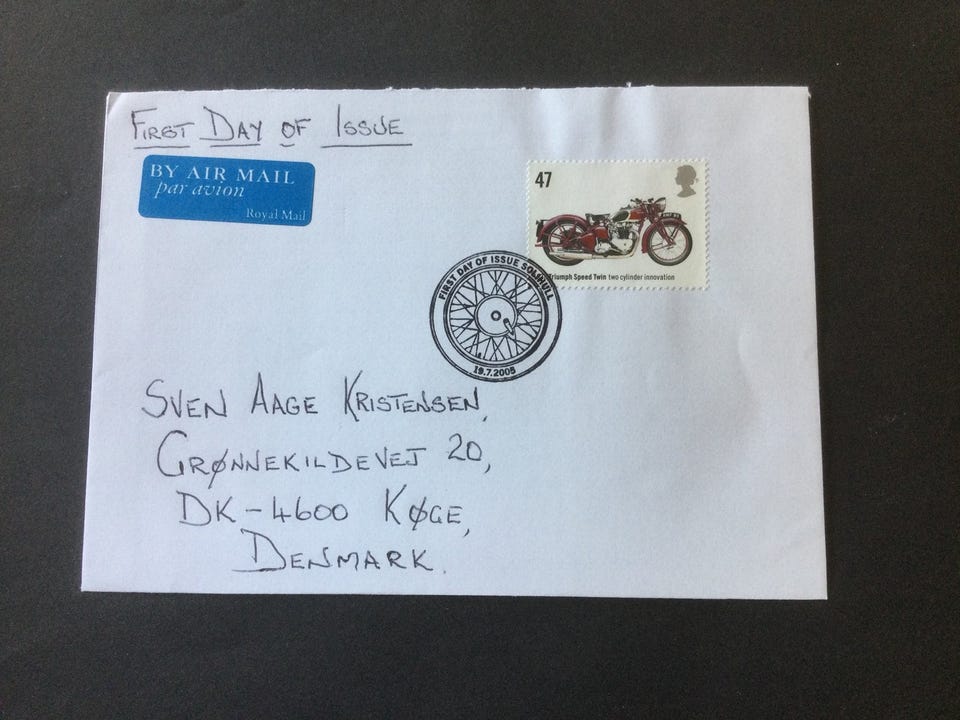 First Day of Issue
BY AIR MAIL
par avion
Royal Mail
47
Triumph Speed Twin two cylinder innovation
FIRST DAY OF ISSUE SOLIHULL
19.7.2005
Sven Aage Kristensen,
Grønnekildevej 20,
DK-4600 Køge,
Denmark.